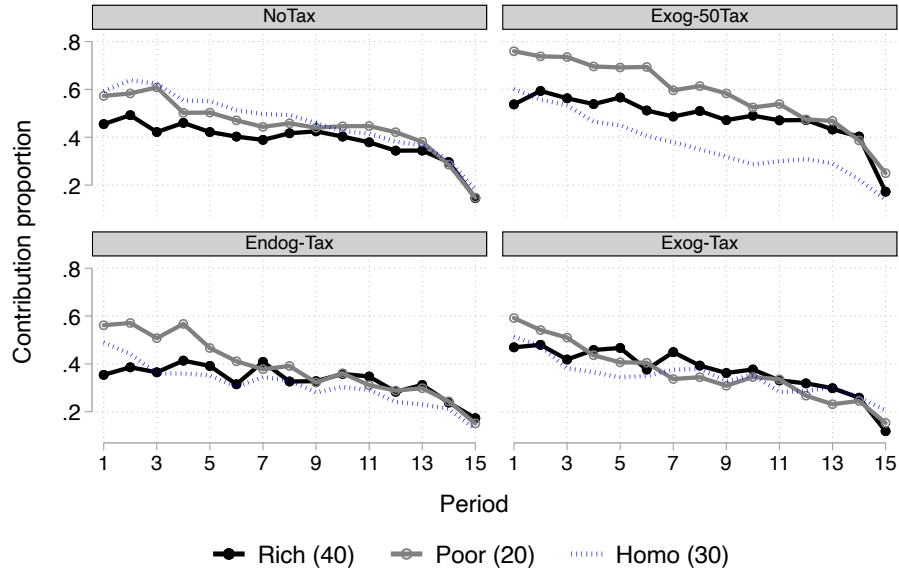 NoTax
Exog-50Tax
.8
.6
.4
.2
Endog-Tax
Exog-Tax
.8
.6
.4
.2
1 3 5 7 9 11 13 15
1 3 5 7 9 11 13 15
Contribution proportion
Period
Rich (40) Poor (20) Homo (30)